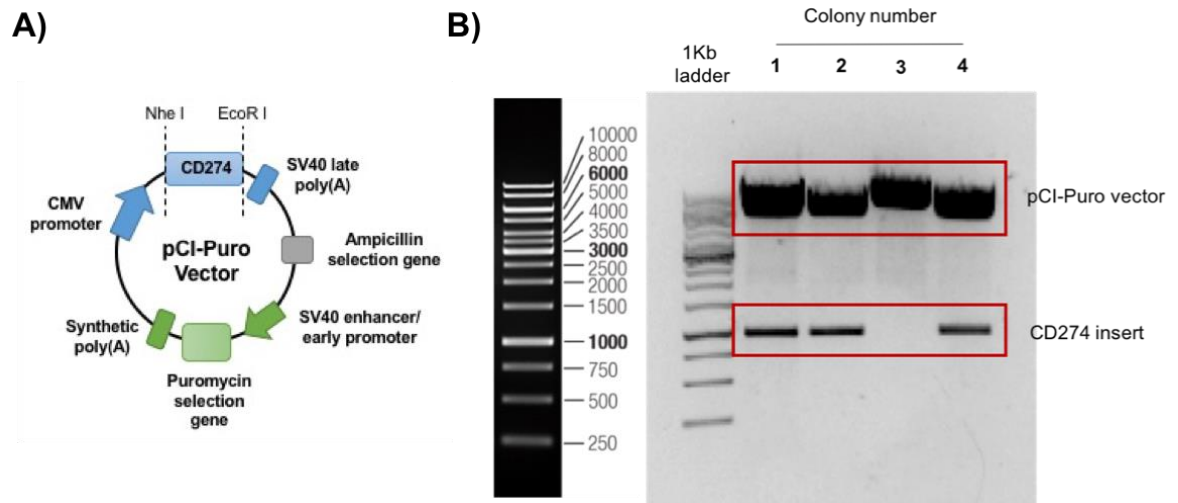 A)
Nhe I
EcoR I
CD274
SV40 late
poly(A)
CMV
promoter
pCI-Puro
Vector
Ampicillin
selection gene
Synthetic
poly(A)
SV40 enhancer/
early promoter
Puromycin
selection
gene
B)
Colony number
1Kb
ladder
1
2
3
4
10000
8000
6000
5000
4000
3500
3000
2500
2000
1500
1000
750
500
250
pCI-Puro vector
CD274 insert